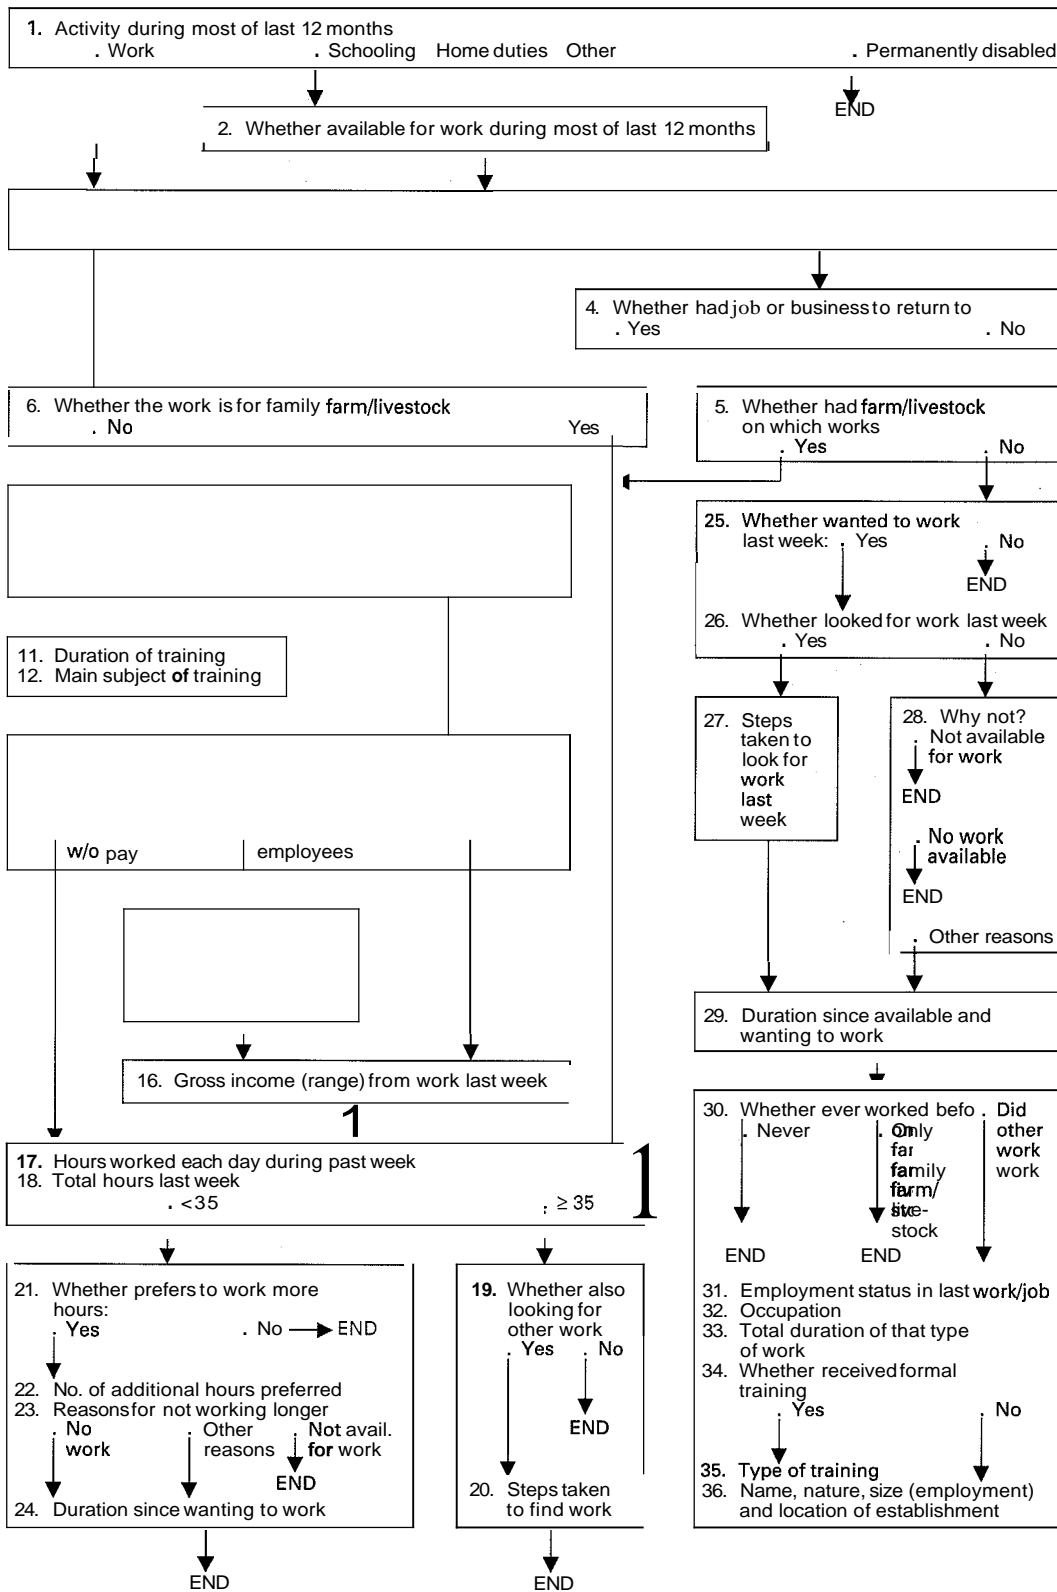 1. Activity during most of last 12 months
. Work . Schooling Home duties Other . Permanently disabled
END
2. Whether available for work during most of last 12 months
4. Whether had job or business to return to
. Yes . No
6. Whether the work is for family farm/livestock
. No Yes
5. Whether had farm/livestock
on which works
. Yes . No
25. Whether wanted to work
last week: . Yes . No
END
26. Whether looked for work last week
. Yes . No
11. Duration of training
12. Main subject of training
27. Steps
taken to
look for
work
last
week
28. Why not?
. Not available
for work
END
. No work
available
END
. Other reasons
w/o pay employees
29. Duration since available and
wanting to work
16. Gross income (range) from work last week
1
17. Hours worked each day during past week
18. Total hours last week
. <35 . ≥ 35
1
30. Whether ever worked befo . Did
other
work
work
. Never . Only
family
farm/
live-
stock
END END
21. Whether prefers to work more
hours:
. Yes . No END
22. No. of additional hours preferred
23. Reasons for not working longer
. No
work
. Other
reasons
. Not avail.
for work
END
24. Duration since wanting to work
END
19. Whether also
looking for
other work
. Yes . No
END
20. Steps taken
to find work
END
31. Employment status in last work/job
32. Occupation
33. Total duration of that type
of work
34. Whether received formal
training
. Yes . No
35. Type of training
36. Name, nature, size (employment)
and location of establishment